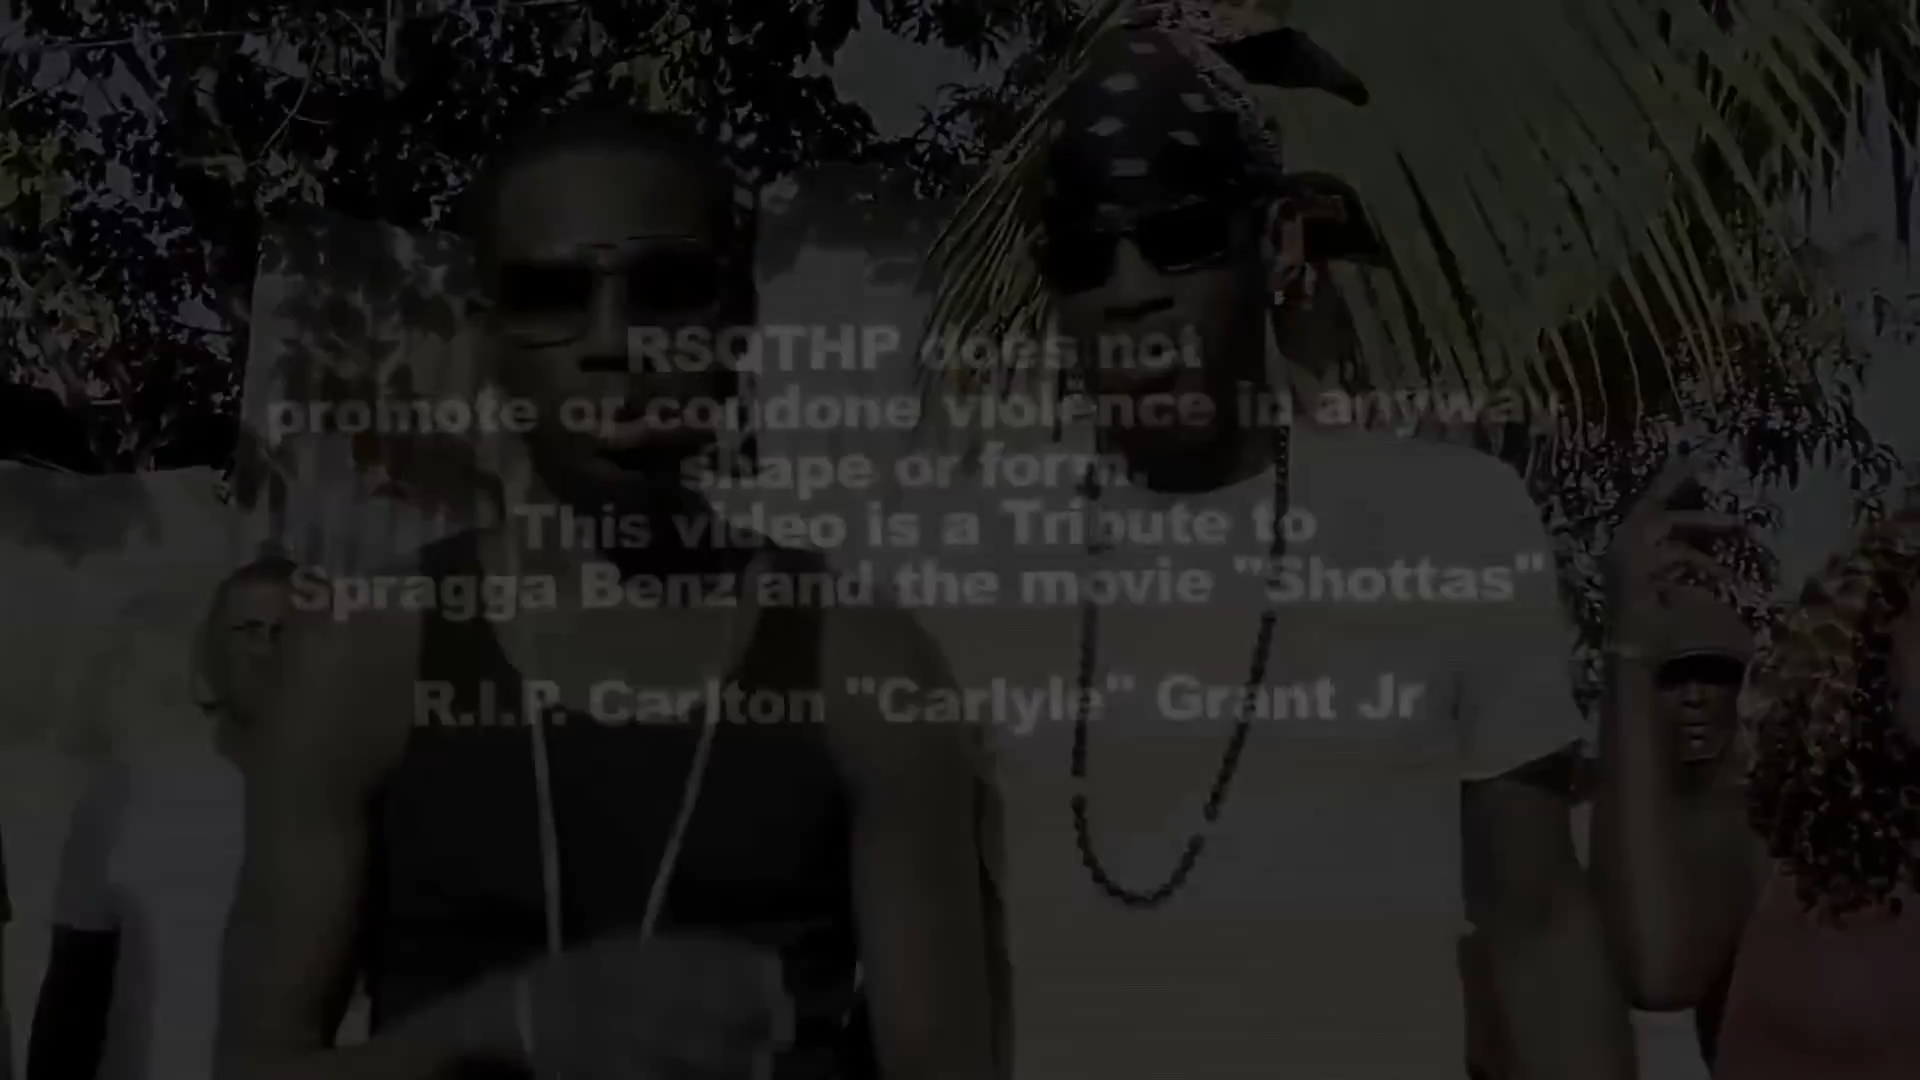 RSQTHP does not
promote or condone violence in anyway
shape or form.
This video is a Tribute to
Spragga Benz and the movie "Shottas"
R.I.P. Carlton "Carlyle" Grant Jr